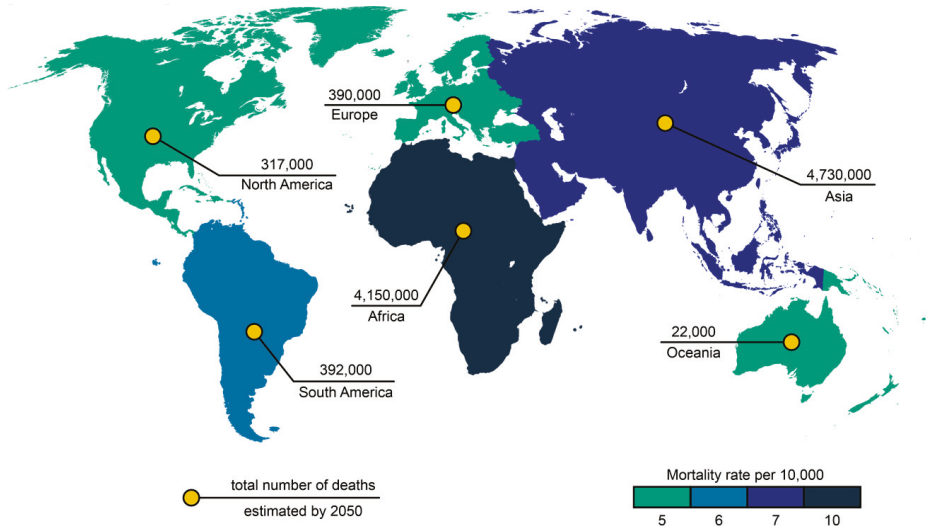 390,000
Europe
317,000
North America
4,730,000
Asia
4,150,000
Africa
22,000
Oceania
392,000
South America
total number of deaths
estimated by 2050
Mortality rate per 10,000
5 6 7 10